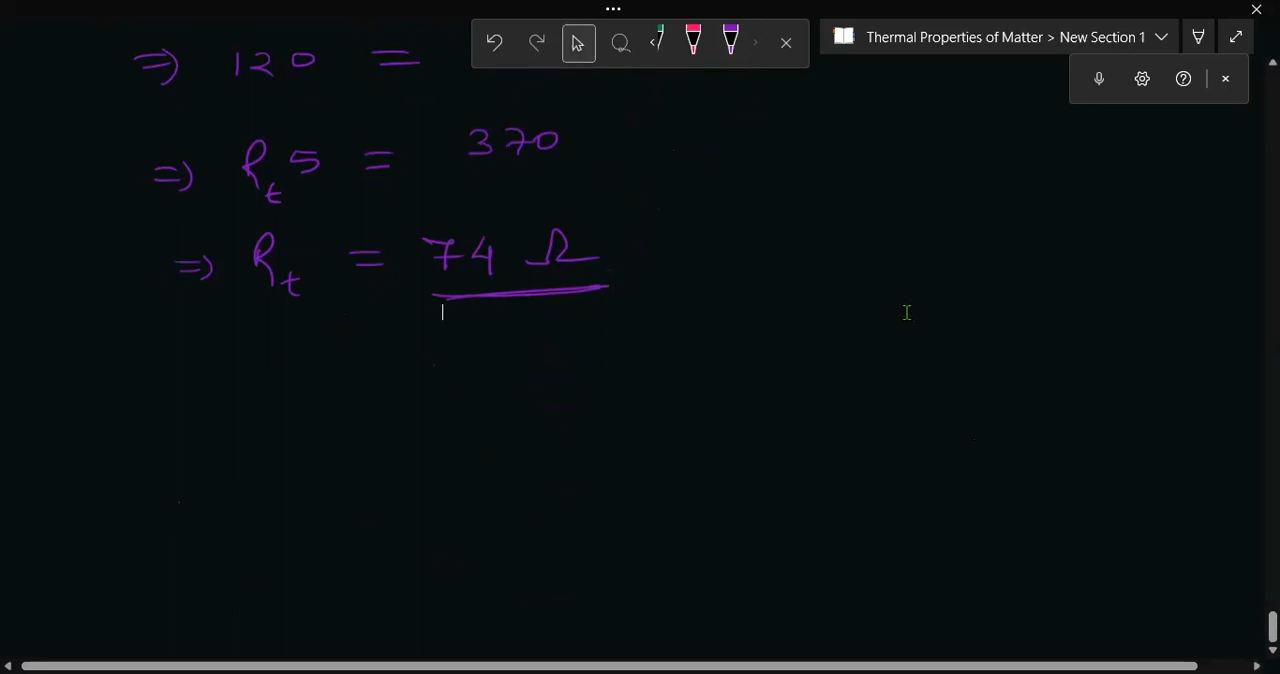 Thermal Properties of Matter > New Section 1
⇒ 120 =
⇒ Rt 5 = 370
⇒ Rt = 74 Ω